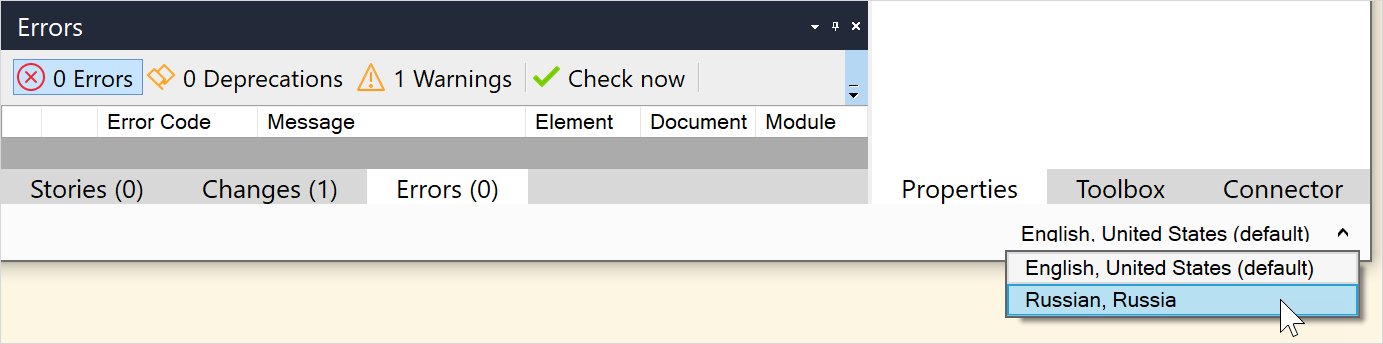 Errors
0 Errors 0 Deprecations 1 Warnings Check now
Error Code Message Element Document Module
Stories (0) Changes (1) Errors (0) Properties Toolbox Connector
English, United States (default)
English, United States (default)
Russian, Russia